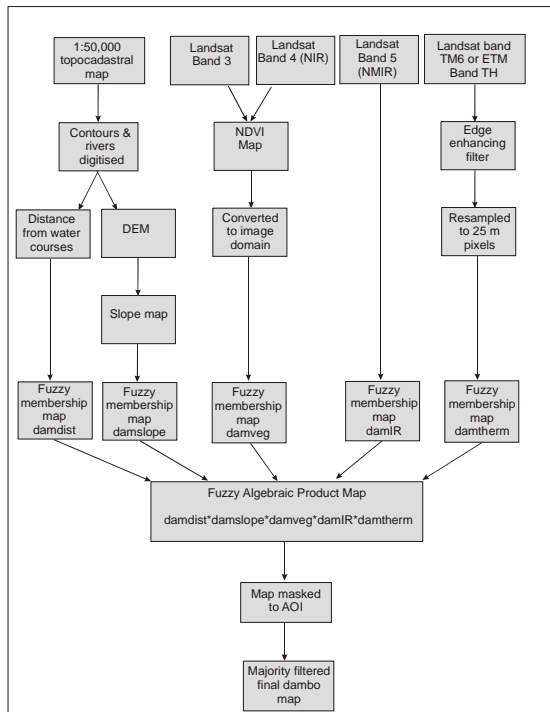 1:50,000
topocadastral
map
Landsat
Band 3
Landsat
Band 4 (NIR)
Landsat
Band 5
(NMIR)
Landsat band
TM6 or ETM
Band TH
Contours &
rivers
digitised
NDVI
Map
Edge
enhancing
filter
Distance
from water
courses
DEM
Converted
to image
domain
Resampled
to 25 m
pixels
Slope map
Fuzzy
membership
map
damdist
Fuzzy
membership
map
damslope
Fuzzy
membership
map
damveg
Fuzzy
membership
map
damIR
Fuzzy
membership
map
damtherm
Fuzzy Algebraic Product Map
damdist*damslope*damveg*damIR*damtherm
Map masked
to AOI
Majority filtered
final dambo
map